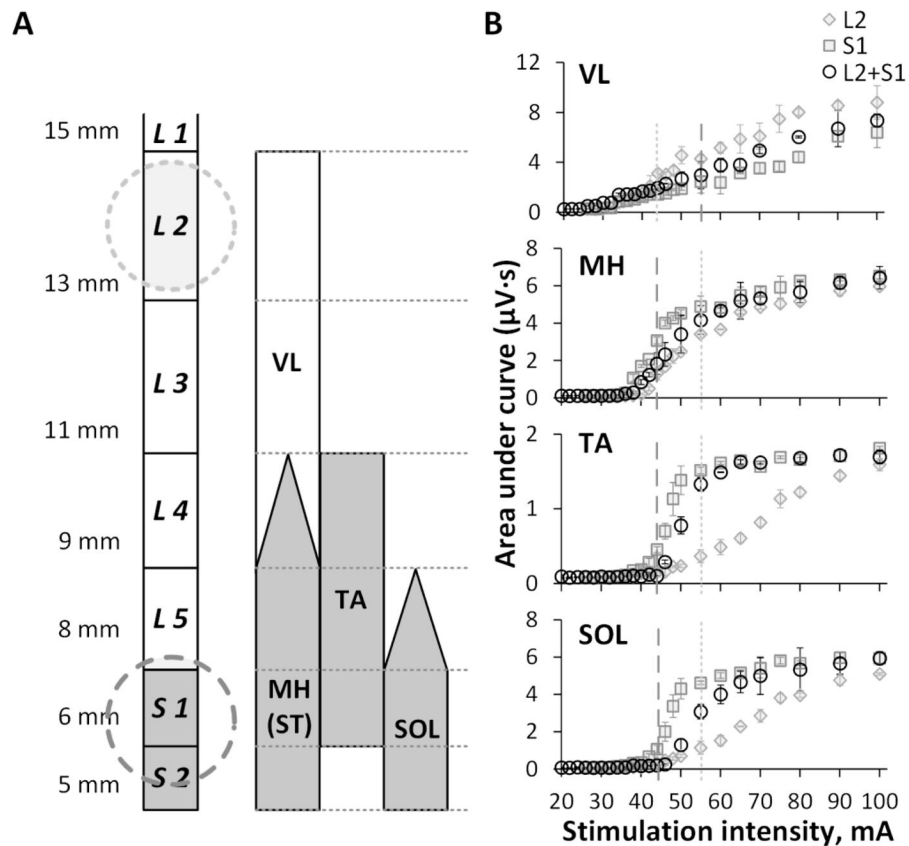 A
15 mm
13 mm
11 mm
9 mm
8 mm
6 mm
5 mm
L 1
L 2
L 3
L 4
L 5
S 1
S 2
VL
MH
(ST)
TA
SOL
B
L2
S1
L2+S1
Area under curve (µV·s)
VL
12
8
4
0
MH
8
6
4
2
0
TA
2
1
0
SOL
8
6
4
2
0
20 30 40 50 60 70 80 90 100
Stimulation intensity, mA